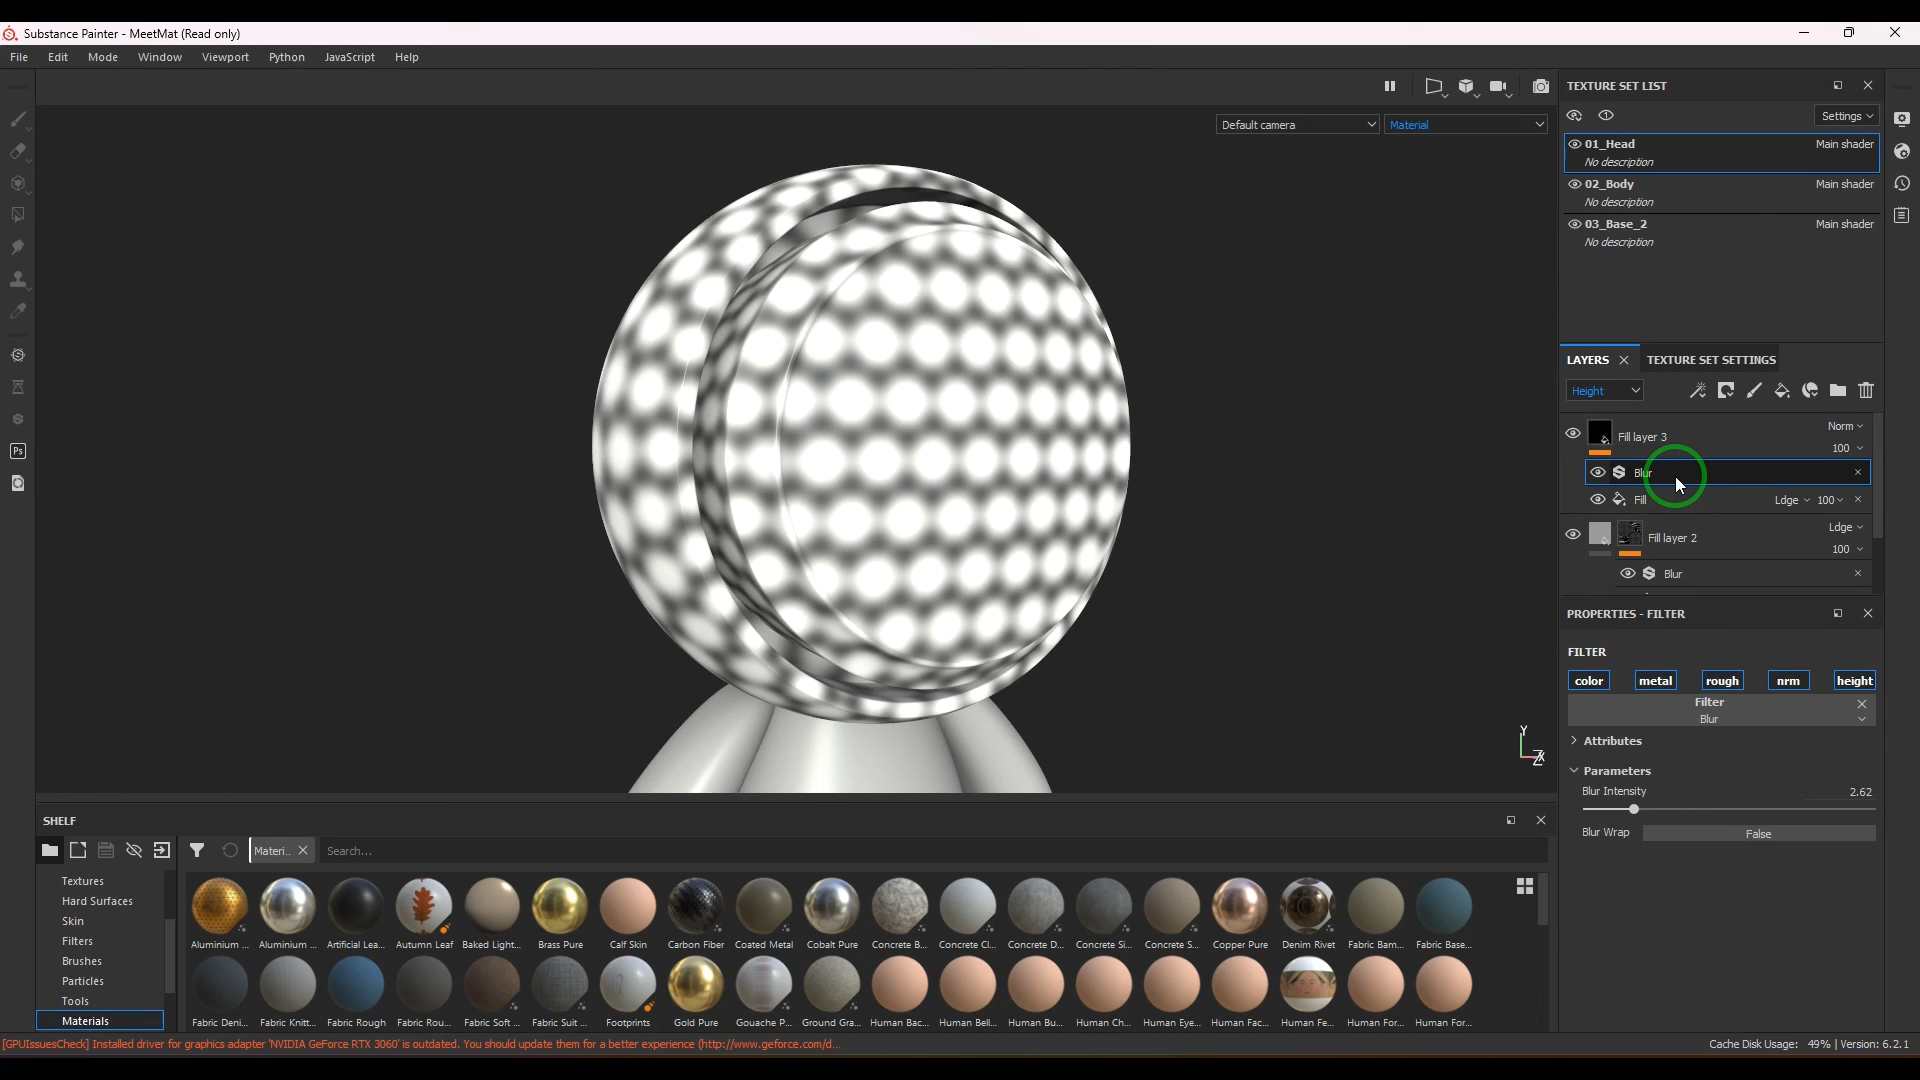 Substance Painter - MeetMat (Read only)
File Edit Mode Window Viewport Python JavaScript Help
Default camera
Material
TEXTURE SET LIST
Settings
01_Head Main shader
No description
02_Body Main shader
No description
03_Base_2 Main shader
No description
LAYERS TEXTURE SET SETTINGS
Height
Fill layer 3 Norm
100
Blur
Fill Ldge 100
Fill layer 2 Ldge
100
Blur
PROPERTIES - FILTER
FILTER
color metal rough nrm height
Filter
Blur
Attributes
Parameters
Blur Intensity 2.62
Blur Wrap False
Y
Z
Ps
SHELF
Materi.. Search...
Textures
Hard Surfaces
Skin
Filters
Brushes
Particles
Tools
Materials
Aluminium ... Aluminium ... Artificial Lea... Autumn Leaf Baked Light... Brass Pure Calf Skin Carbon Fiber Coated Metal Cobalt Pure Concrete B... Concrete Cl... Concrete D... Concrete Si... Concrete S... Copper Pure Denim Rivet Fabric Bam... Fabric Base...
Fabric Deni... Fabric Knitt... Fabric Rough Fabric Rou... Fabric Soft ... Fabric Suit ... Footprints Gold Pure Gouache P... Ground Gra... Human Bac... Human Bell... Human Bu... Human Ch... Human Eye... Human Fac... Human Fe... Human For... Human For...
[GPUIssuesCheck] Installed driver for graphics adapter 'NVIDIA GeForce RTX 3060' is outdated. You should update them for a better experience (http://www.geforce.com/d...
Cache Disk Usage: 49% | Version: 6.2.1